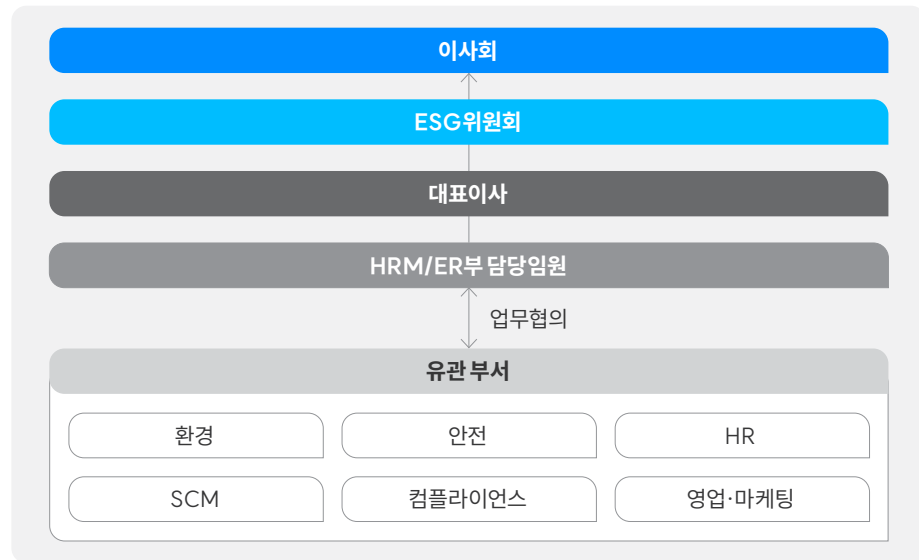 이사회
ESG위원회
대표이사
HRM/ER부 담당임원
업무협의
유관 부서
환경 안전 HR
SCM 컴플라이언스 영업·마케팅